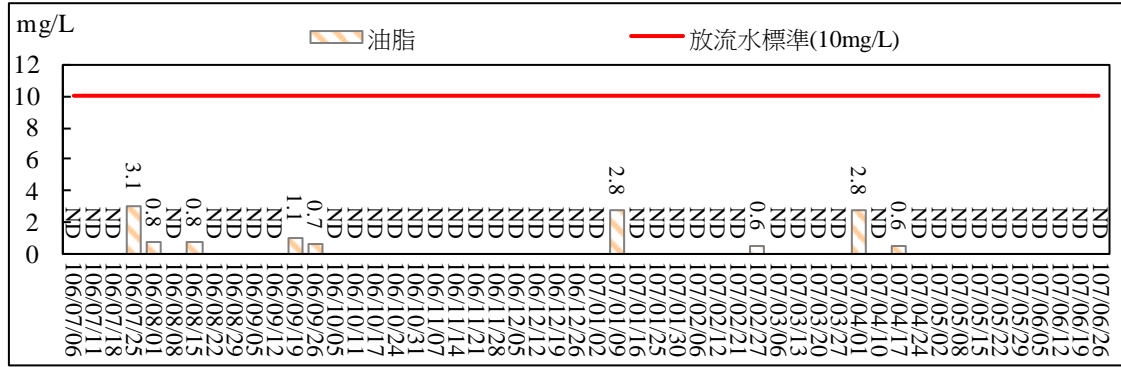 mg/L
油脂
放流水標準(10mg/L)
12
10
8
6
4
2
0
ND
ND
ND
3.1
0.8
ND
0.8
ND
ND
ND
ND
1.1
0.7
ND
ND
ND
ND
ND
ND
ND
ND
ND
ND
ND
ND
ND
ND
2.8
ND
ND
ND
ND
ND
ND
0.6
ND
ND
ND
ND
2.8
ND
0.6
ND
ND
ND
ND
ND
ND
ND
ND
ND
ND
106/07/06
106/07/11
106/07/18
106/07/25
106/08/01
106/08/08
106/08/15
106/08/22
106/08/29
106/09/05
106/09/12
106/09/19
106/09/26
106/10/05
106/10/11
106/10/17
106/10/24
106/10/31
106/11/07
106/11/14
106/11/21
106/11/28
106/12/05
106/12/12
106/12/19
106/12/26
107/01/02
107/01/09
107/01/16
107/01/25
107/01/30
107/02/06
107/02/12
107/02/21
107/02/27
107/03/06
107/03/13
107/03/20
107/03/27
107/04/01
107/04/10
107/04/17
107/04/24
107/05/02
107/05/08
107/05/15
107/05/22
107/05/29
107/06/05
107/06/12
107/06/19
107/06/26